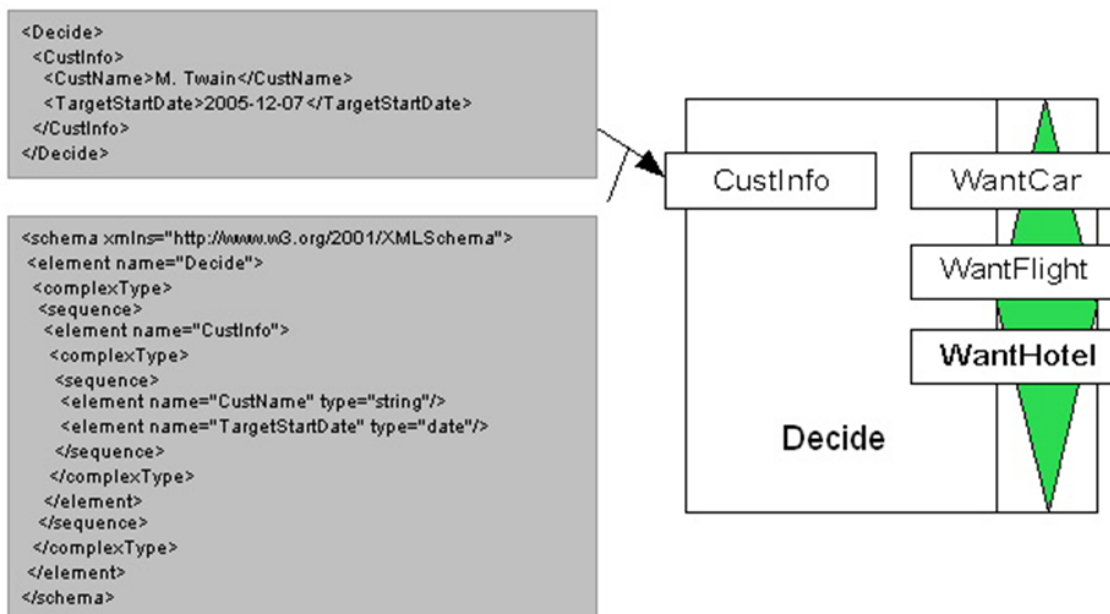 <Decide>
<CustInfo>
<CustName>M. Twain</CustName>
<TargetStartDate>2005-12-07</TargetStartDate>
</CustInfo>
</Decide>
<schema xmlns="http://www.w3.org/2001/XMLSchema">
<element name="Decide">
<complexType>
<sequence>
<element name="CustInfo">
<complexType>
<sequence>
<element name="CustName" type="string"/>
<element name="TargetStartDate" type="date"/>
</sequence>
</complexType>
</element>
</sequence>
</complexType>
</element>
</schema>
CustInfo
WantCar
WantFlight
WantHotel
Decide